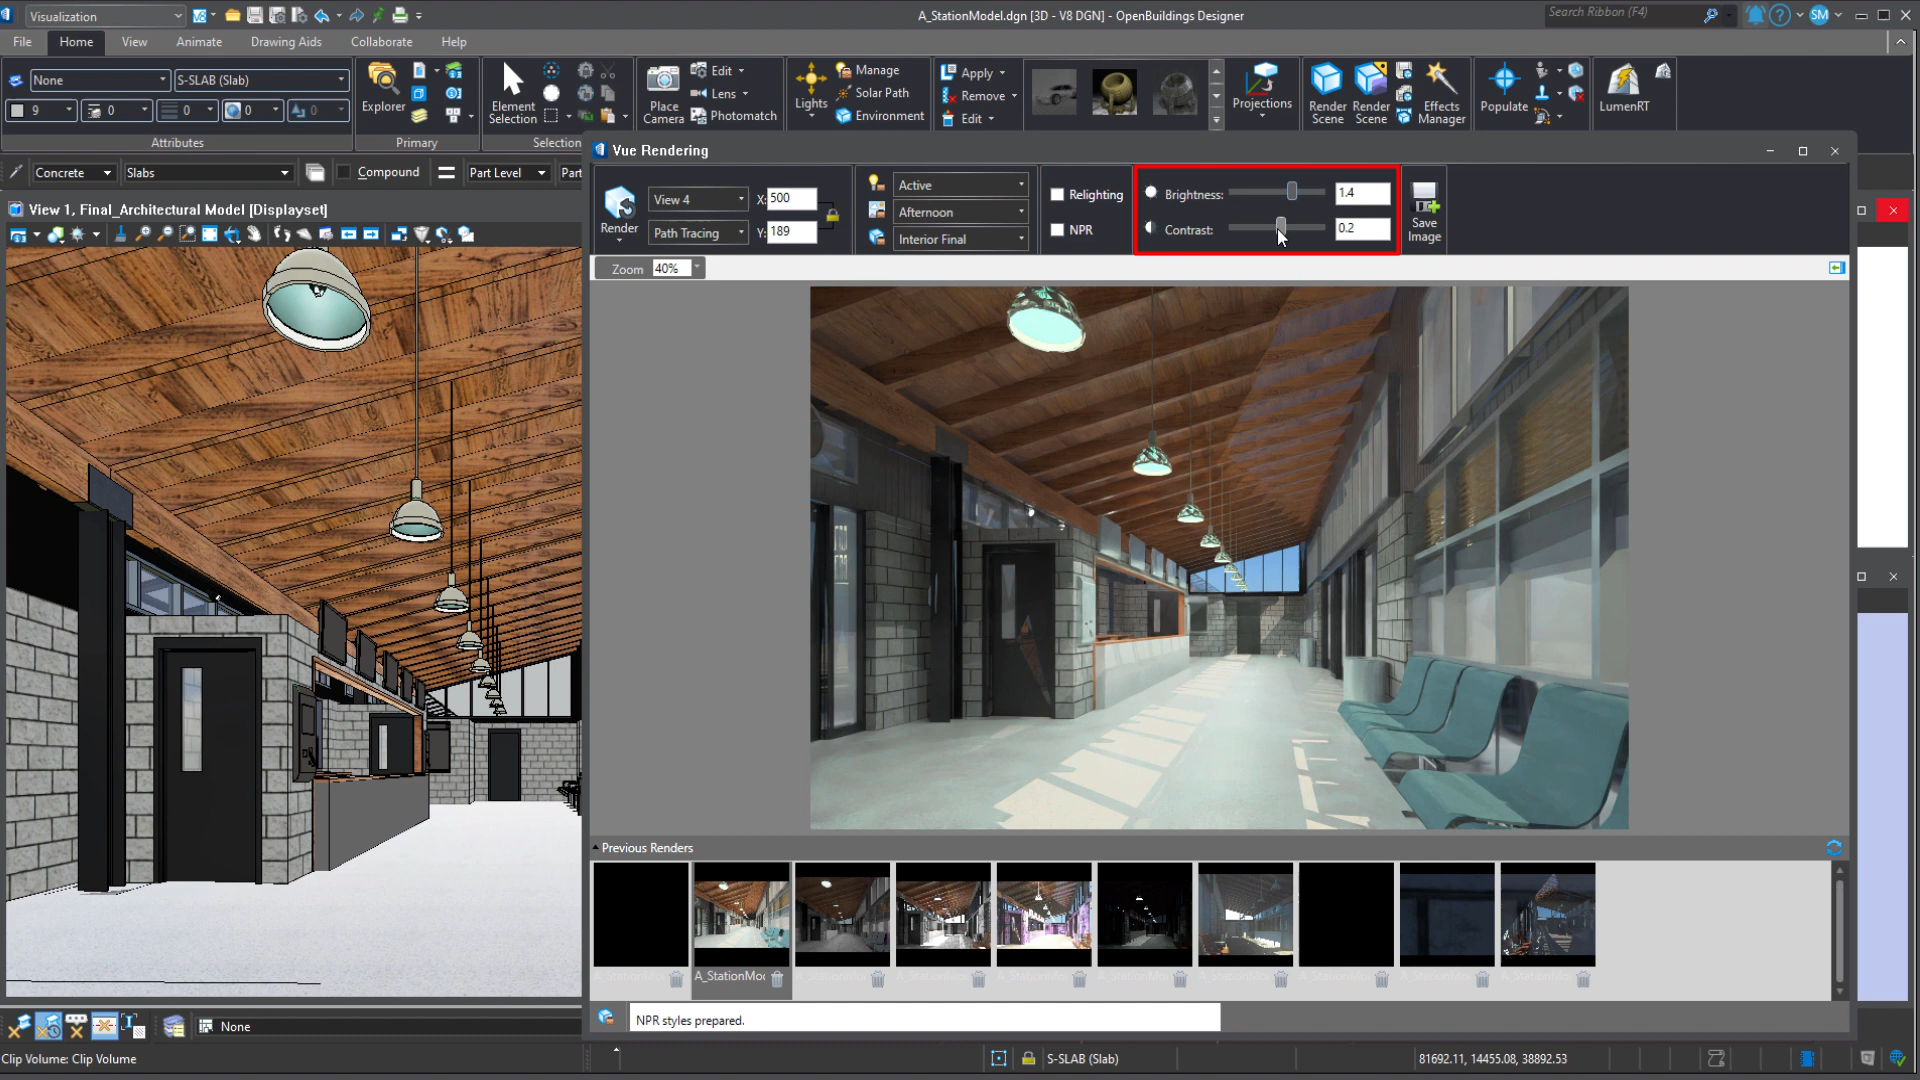 Visualization
A_StationModel.dgn [3D - V8 DGN] - OpenBuildings Designer
Search Ribbon (F4)
SM
File Home View Animate Drawing Aids Collaborate Help
None
S-SLAB (Slab)
9 0 0 0 0
Attributes
Explorer
Primary
Element Selection
Selection
Place Camera
Edit
Lens
Photomatch
Lights
Manage
Solar Path
Environment
Apply
Remove
Edit
Projections
Render Scene
Render Scene
Effects Manager
Populate
LumenRT
Concrete
Slabs
Compound
Part Level
Part
View 1, Final_Architectural Model [Displayset]
Vue Rendering
Render
View 4
Path Tracing
X: 500
Y: 189
Active
Afternoon
Interior Final
Relighting
NPR
Brightness: 1.4
Contrast: 0.2
Save Image
Zoom 40%
Previous Renders
A_StationMod
NPR styles prepared.
None
Clip Volume: Clip Volume
S-SLAB (Slab)
81692.11, 14455.08, 38892.53